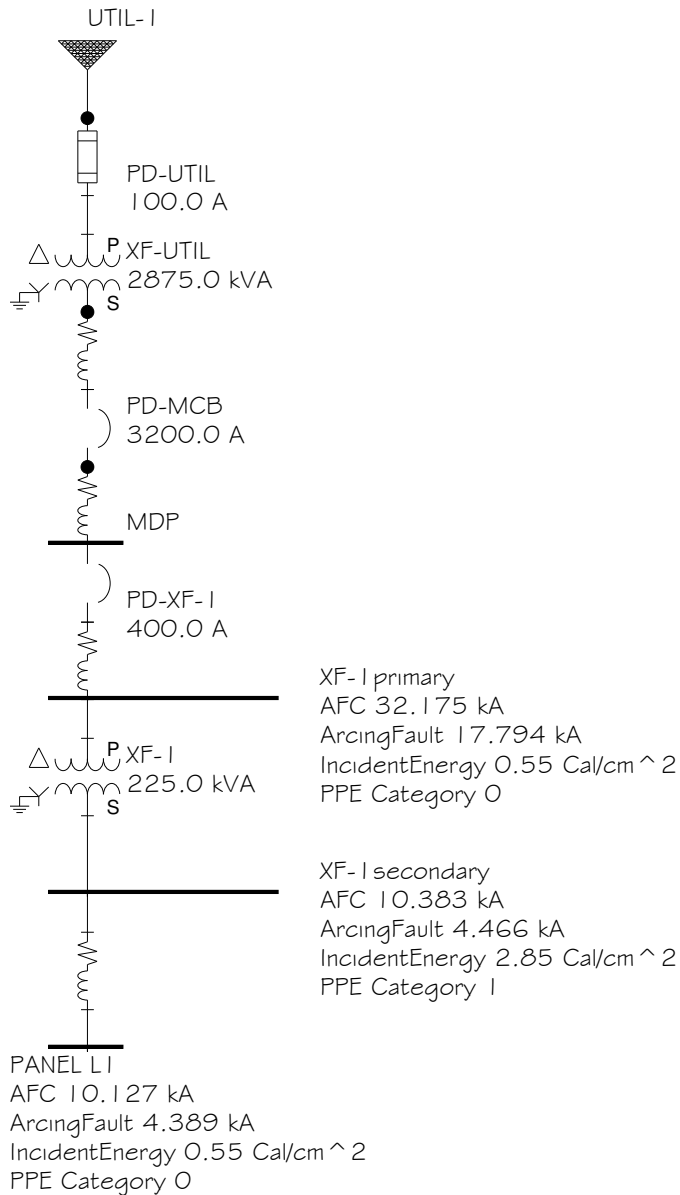 UTIL-1
PD-UTIL
100.0 A
P XF-UTIL
2875.0 kVA
S
PD-MCB
3200.0 A
MDP
PD-XF-1
400.0 A
XF-1primary
AFC 32.175 kA
ArcingFault 17.794 kA
IncidentEnergy 0.55 Cal/cm^2
PPE Category 0
P XF-1
225.0 kVA
S
XF-1secondary
AFC 10.383 kA
ArcingFault 4.466 kA
IncidentEnergy 2.85 Cal/cm^2
PPE Category 1
PANEL L1
AFC 10.127 kA
ArcingFault 4.389 kA
IncidentEnergy 0.55 Cal/cm^2
PPE Category 0